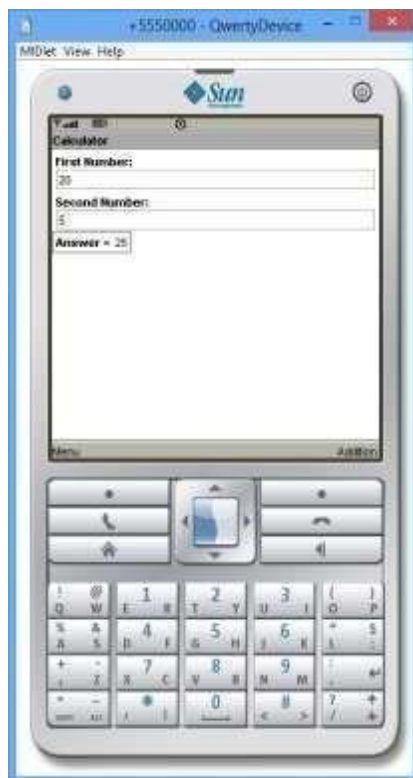 +5550000 - QwertyDevice
MIDlet View Help
Sun
Calculator
First Number:
20
Second Number:
5
Answer = 25
Menu Addition
! @ 1 2 3 ( )
Q W E R T Y U I O P
4 5 6
A S D F G H J K L
7 8 9
Z X C V B N M
0 #
< > ? /